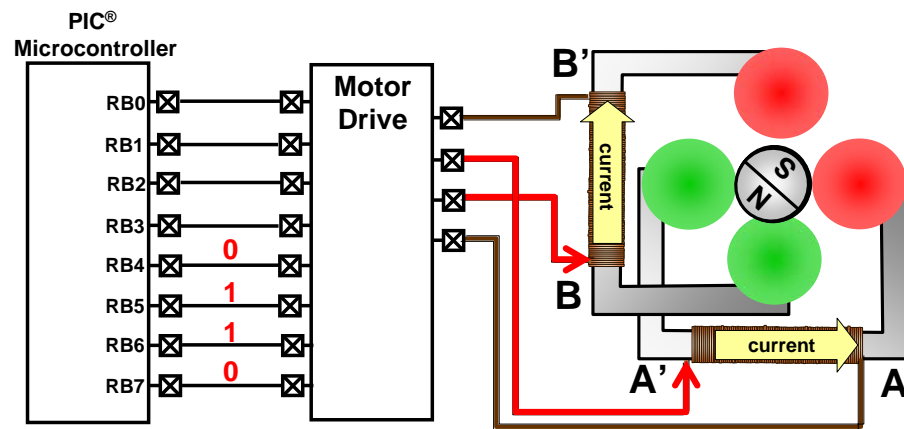 PIC®
Microcontroller
RB0
RB1
RB2
RB3
RB4
RB5
RB6
RB7
0
1
1
0
Motor
Drive
B’
current
B
S
N
A’
current
A